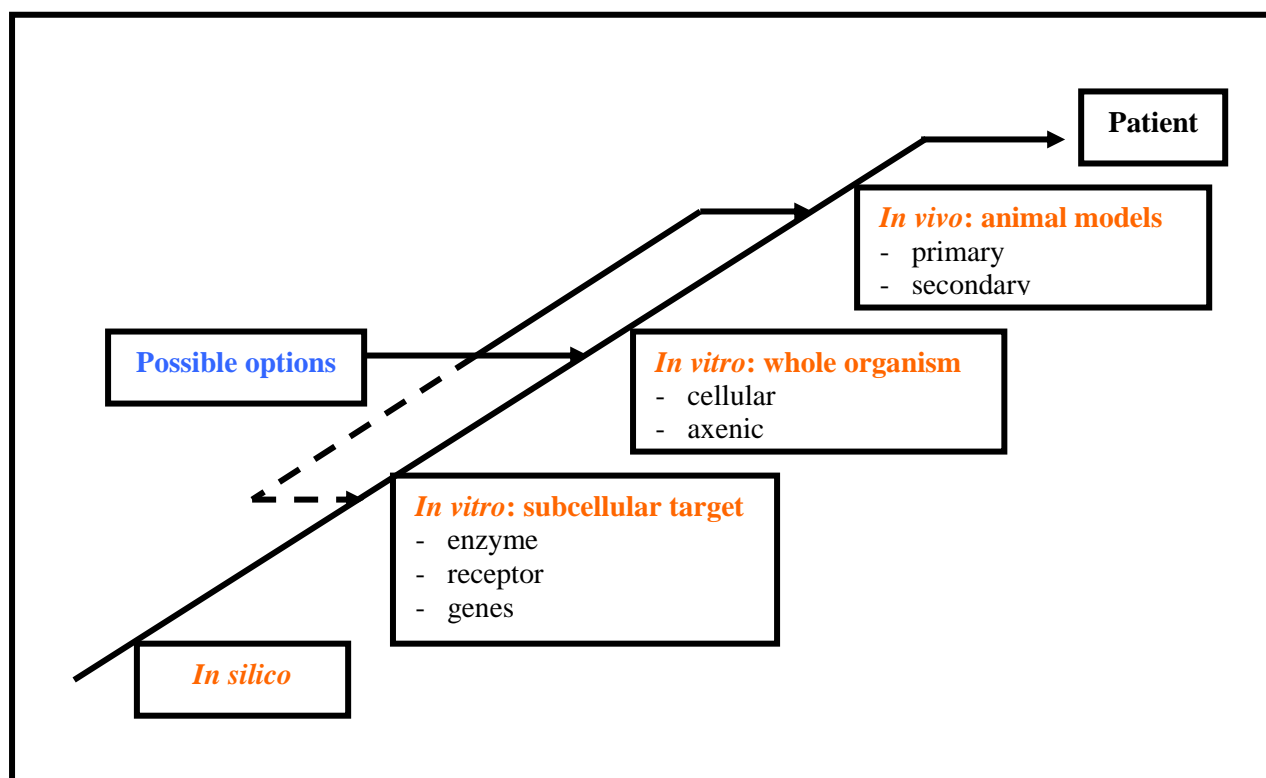 Patient
In vivo: animal models
- primary
- secondary
Possible options
In vitro: whole organism
- cellular
- axenic
In vitro: subcellular target
- enzyme
- receptor
- genes
In silico